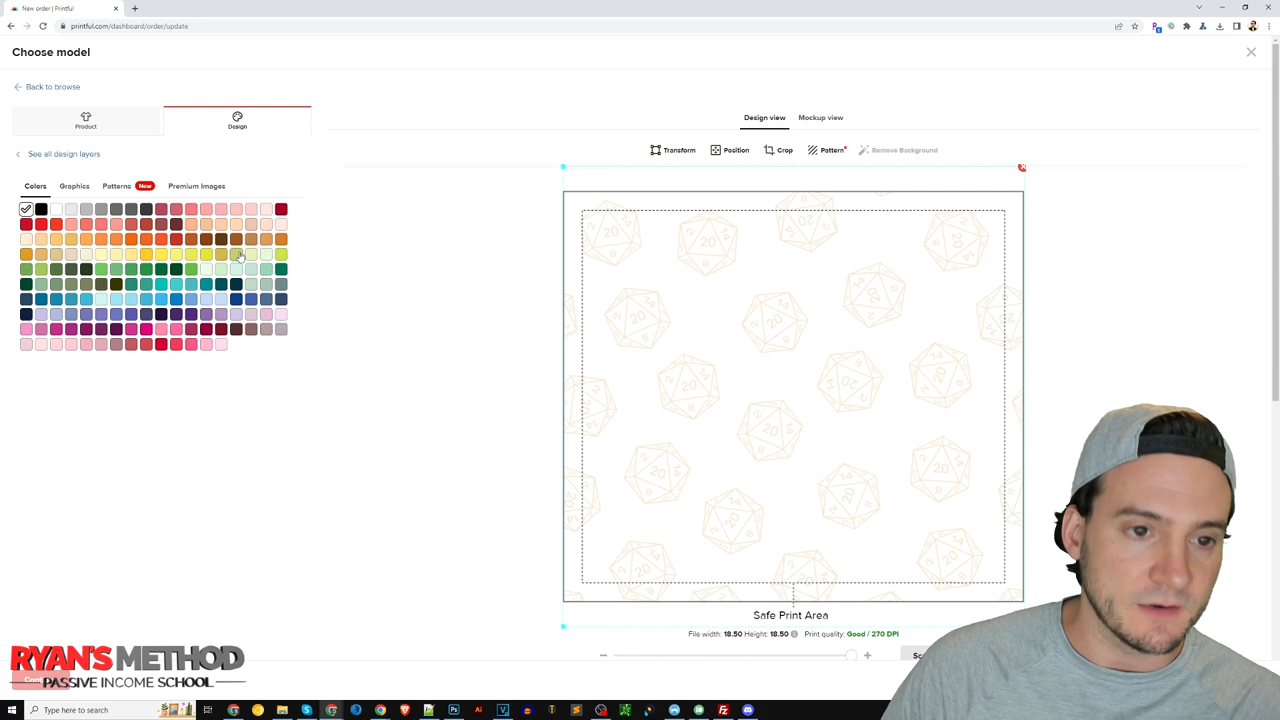 New order | Printful
printful.com/dashboard/order/update
Choose model
Back to browse
Product
Design
See all design layers
Colors
Graphics
Patterns
New
Premium Images
Design view
Mockup view
Transform
Position
Crop
Pattern
Remove Background
Safe Print Area
File width: 18.50 Height: 18.50
Print quality: Good / 270 DPI
RYAN'S METHOD
PASSIVE INCOME SCHOOL
Type here to search